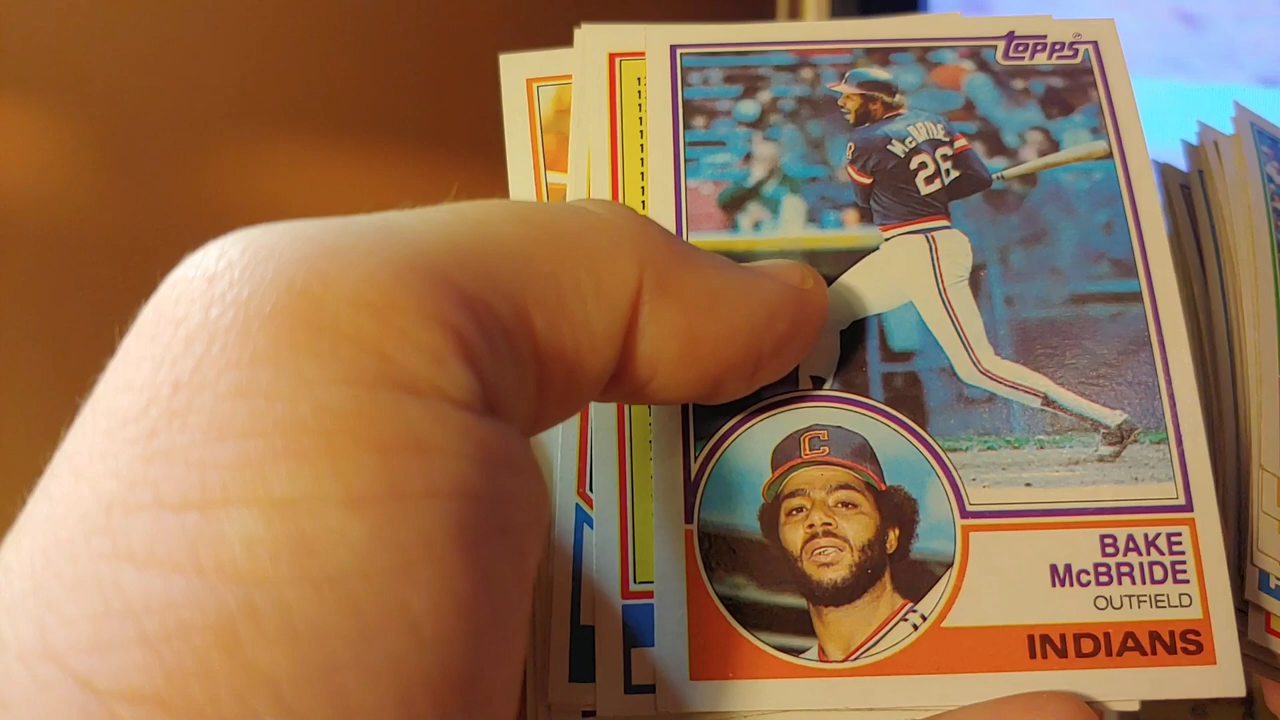 topps
McBRIDE
26
C
BAKE
McBRIDE
OUTFIELD
INDIANS